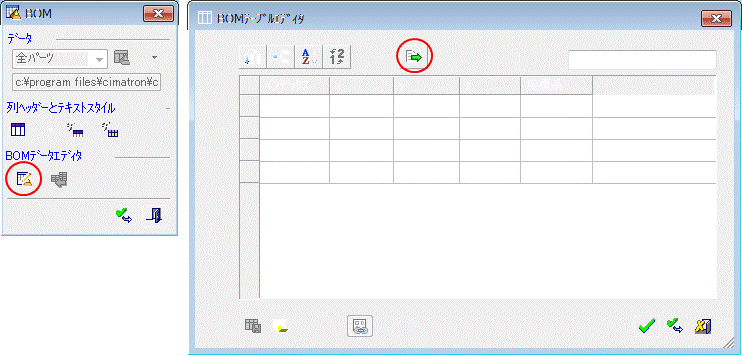 BOM
データ
全パーツ
c:¥program files¥cimatron¥c
列ヘッダーとテキストスタイル
BOMデータエディタ
BOMテーブルエディタ